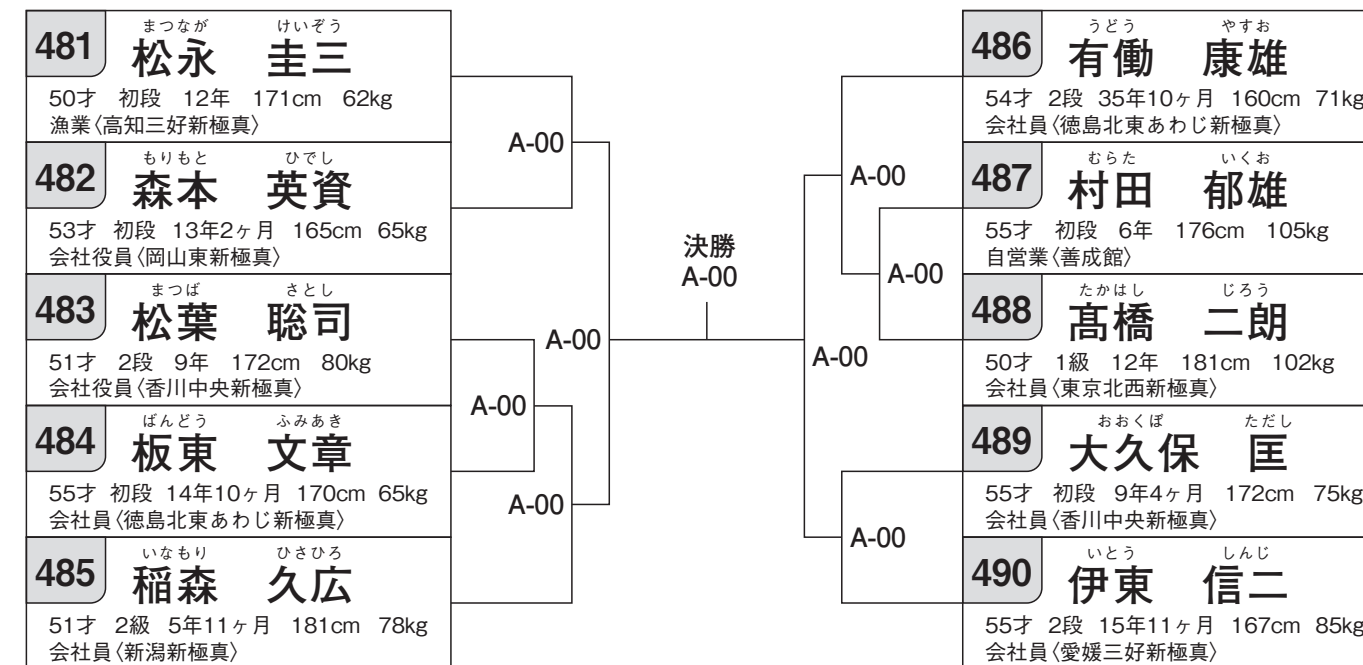 まつなが けいぞう
481 松永 圭三
50才 初段 12年 171cm 62kg
漁業〈高知三好新極真〉
もりもと ひでし
482 森本 英資
53才 初段 13年2ヶ月 165cm 65kg
会社役員〈岡山東新極真〉
まつば さとし
483 松葉 聡司
51才 2段 9年 172cm 80kg
会社役員〈香川中央新極真〉
ばんどう ふみあき
484 板東 文章
55才 初段 14年10ヶ月 170cm 65kg
会社員〈徳島北東あわじ新極真〉
いなもり ひさひろ
485 稲森 久広
51才 2級 5年11ヶ月 181cm 78kg
会社員〈新潟新極真〉
A-00
A-00
A-00
A-00
決勝
A-00
A-00
A-00
A-00
A-00
うどう やすお
486 有働 康雄
54才 2段 35年10ヶ月 160cm 71kg
会社員〈徳島北東あわじ新極真〉
むらた いくお
487 村田 郁雄
55才 初段 6年 176cm 105kg
自営業〈善成館〉
たかはし じろう
488 髙橋 二朗
50才 1級 12年 181cm 102kg
会社員〈東京北西新極真〉
おおくぼ ただし
489 大久保 匡
55才 初段 9年4ヶ月 172cm 75kg
会社員〈香川中央新極真〉
いとう しんじ
490 伊東 信二
55才 2段 15年11ヶ月 167cm 85kg
会社員〈愛媛三好新極真〉